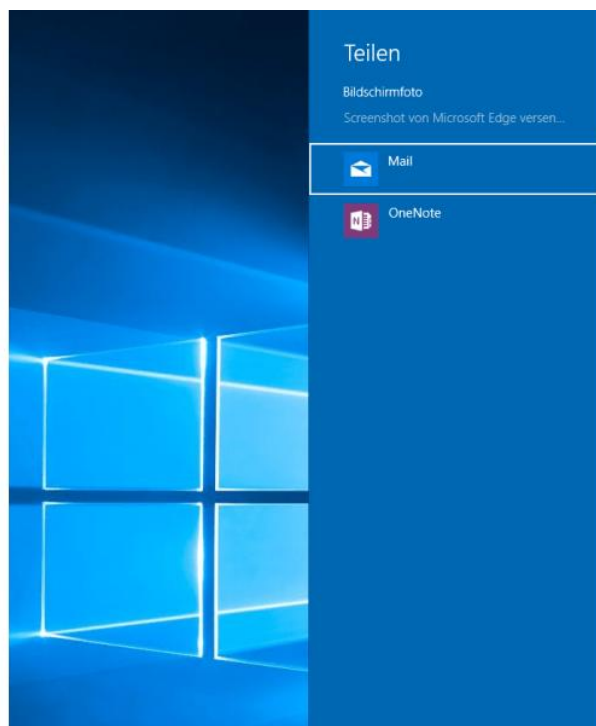 Teilen
Bildschirmfoto
Screenshot von Microsoft Edge versen...
Mail
N
OneNote